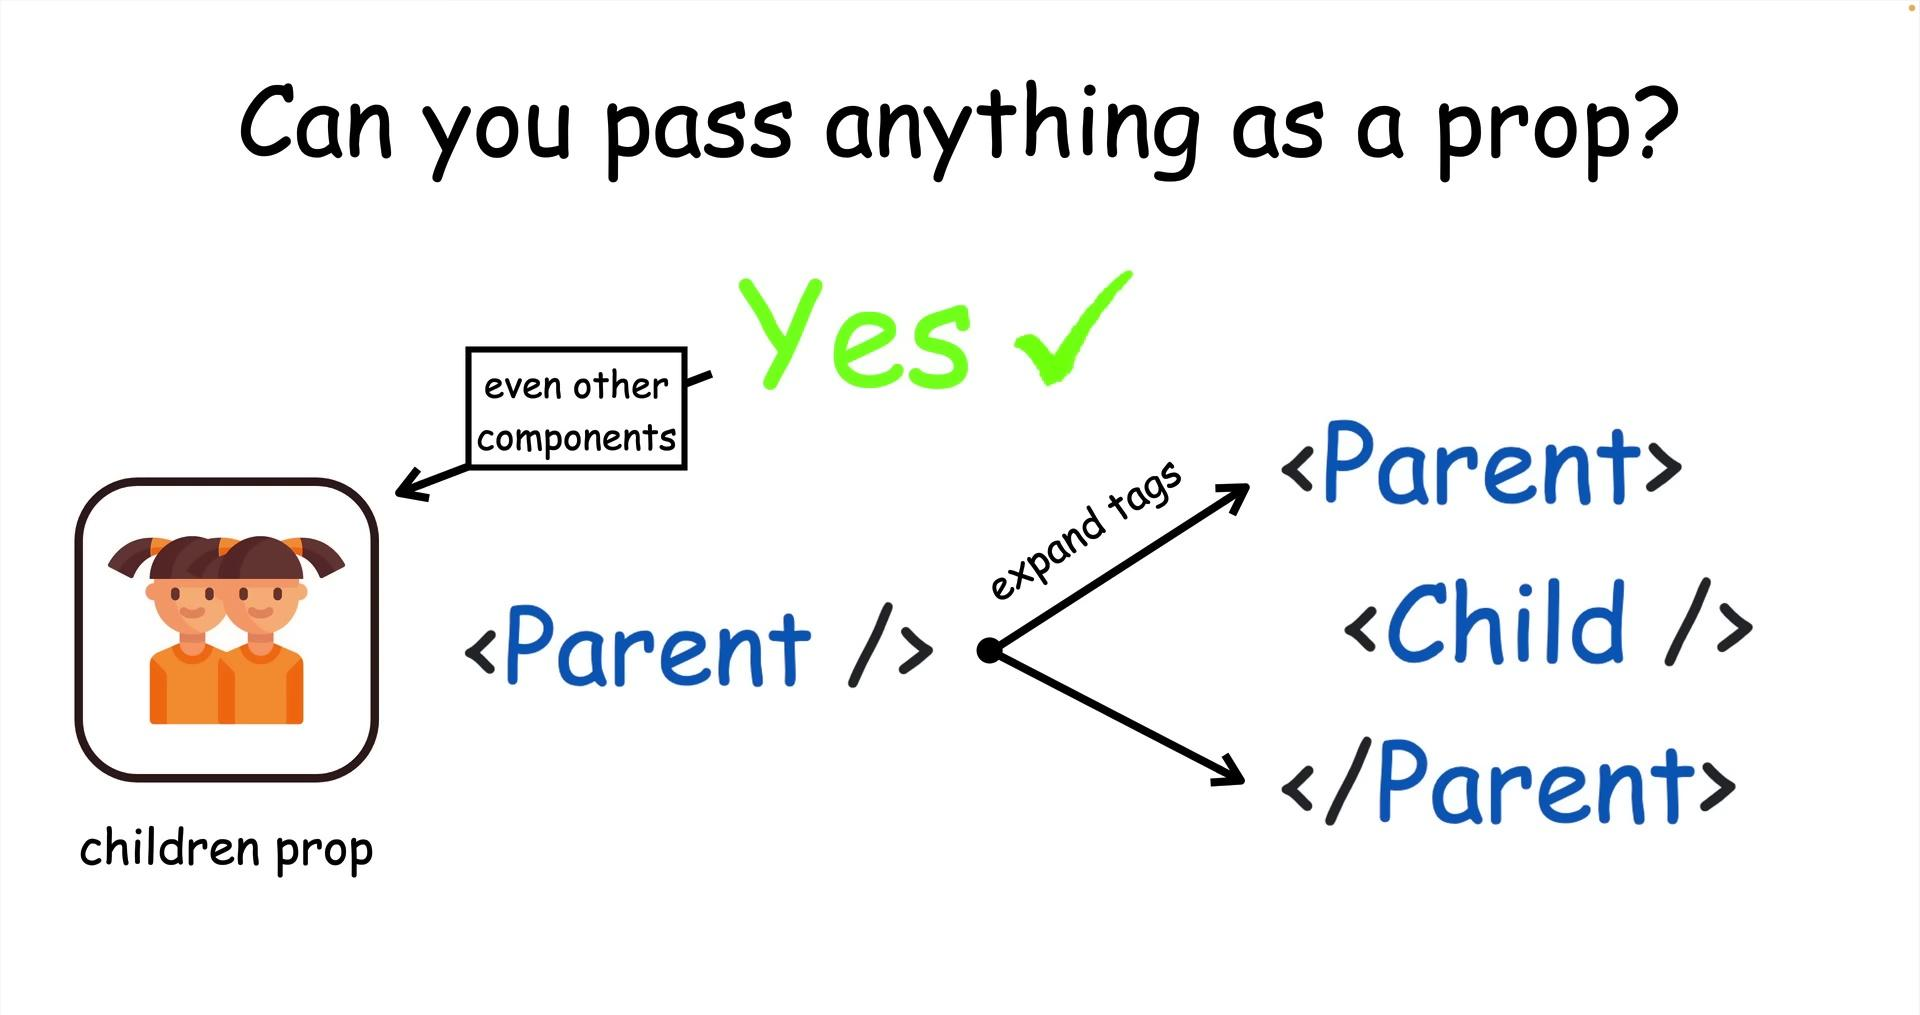 Can you pass anything as a prop?
Yes ✓
even other
components
children prop
<Parent />
expand tags
<Parent>
<Child />
</Parent>